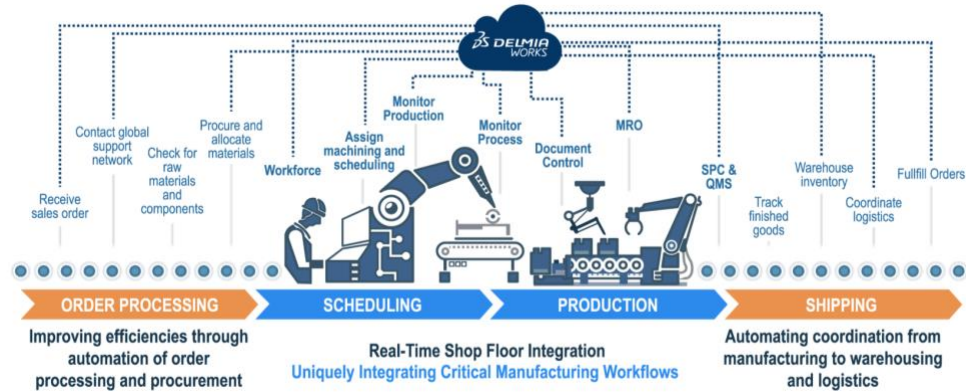 DS DELMIA
WORKS
Receive
sales order
Contact global
support
network
Check for
raw
materials
and
components
Procure and
allocate
materials
Workforce
Assign
machining and
scheduling
Monitor
Production
Monitor
Process
Document
Control
MRO
SPC &
QMS
Track
finished
goods
Warehouse
inventory
Coordinate
logistics
Fullfill Orders
ORDER PROCESSING
SCHEDULING
PRODUCTION
SHIPPING
Improving efficiencies through
automation of order
processing and procurement
Real-Time Shop Floor Integration
Uniquely Integrating Critical Manufacturing Workflows
Automating coordination from
manufacturing to warehousing
and logistics